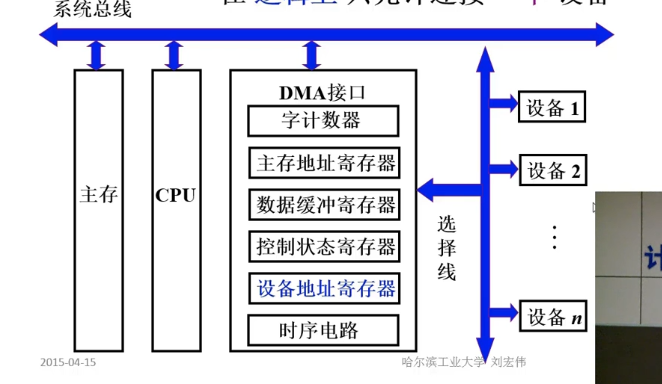 系统总线
DMA接口
字计数器
主存地址寄存器
数据缓冲寄存器
控制状态寄存器
设备地址寄存器
时序电路
主存
CPU
选择线
设备 1
设备 2
⋮
设备 n
2015-04-15
哈尔滨工业大学 刘宏伟
计